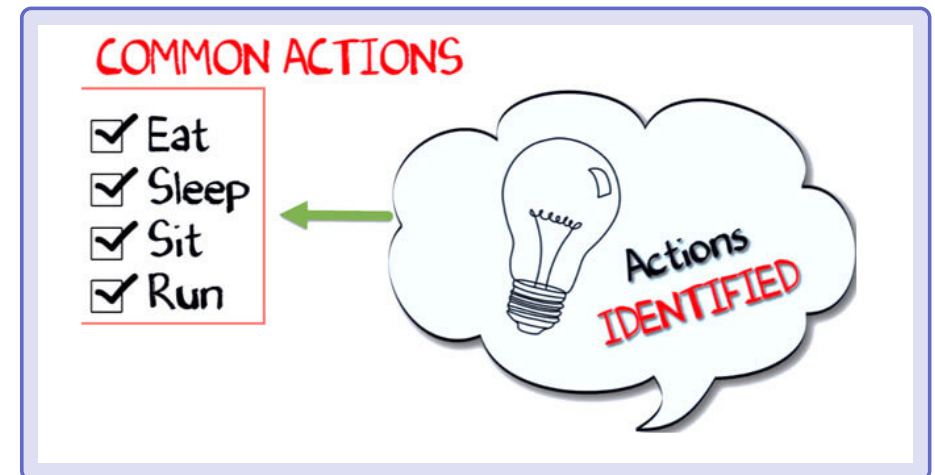 COMMON ACTIONS
Eat
Sleep
Sit
Run
Actions
IDENTIFIED